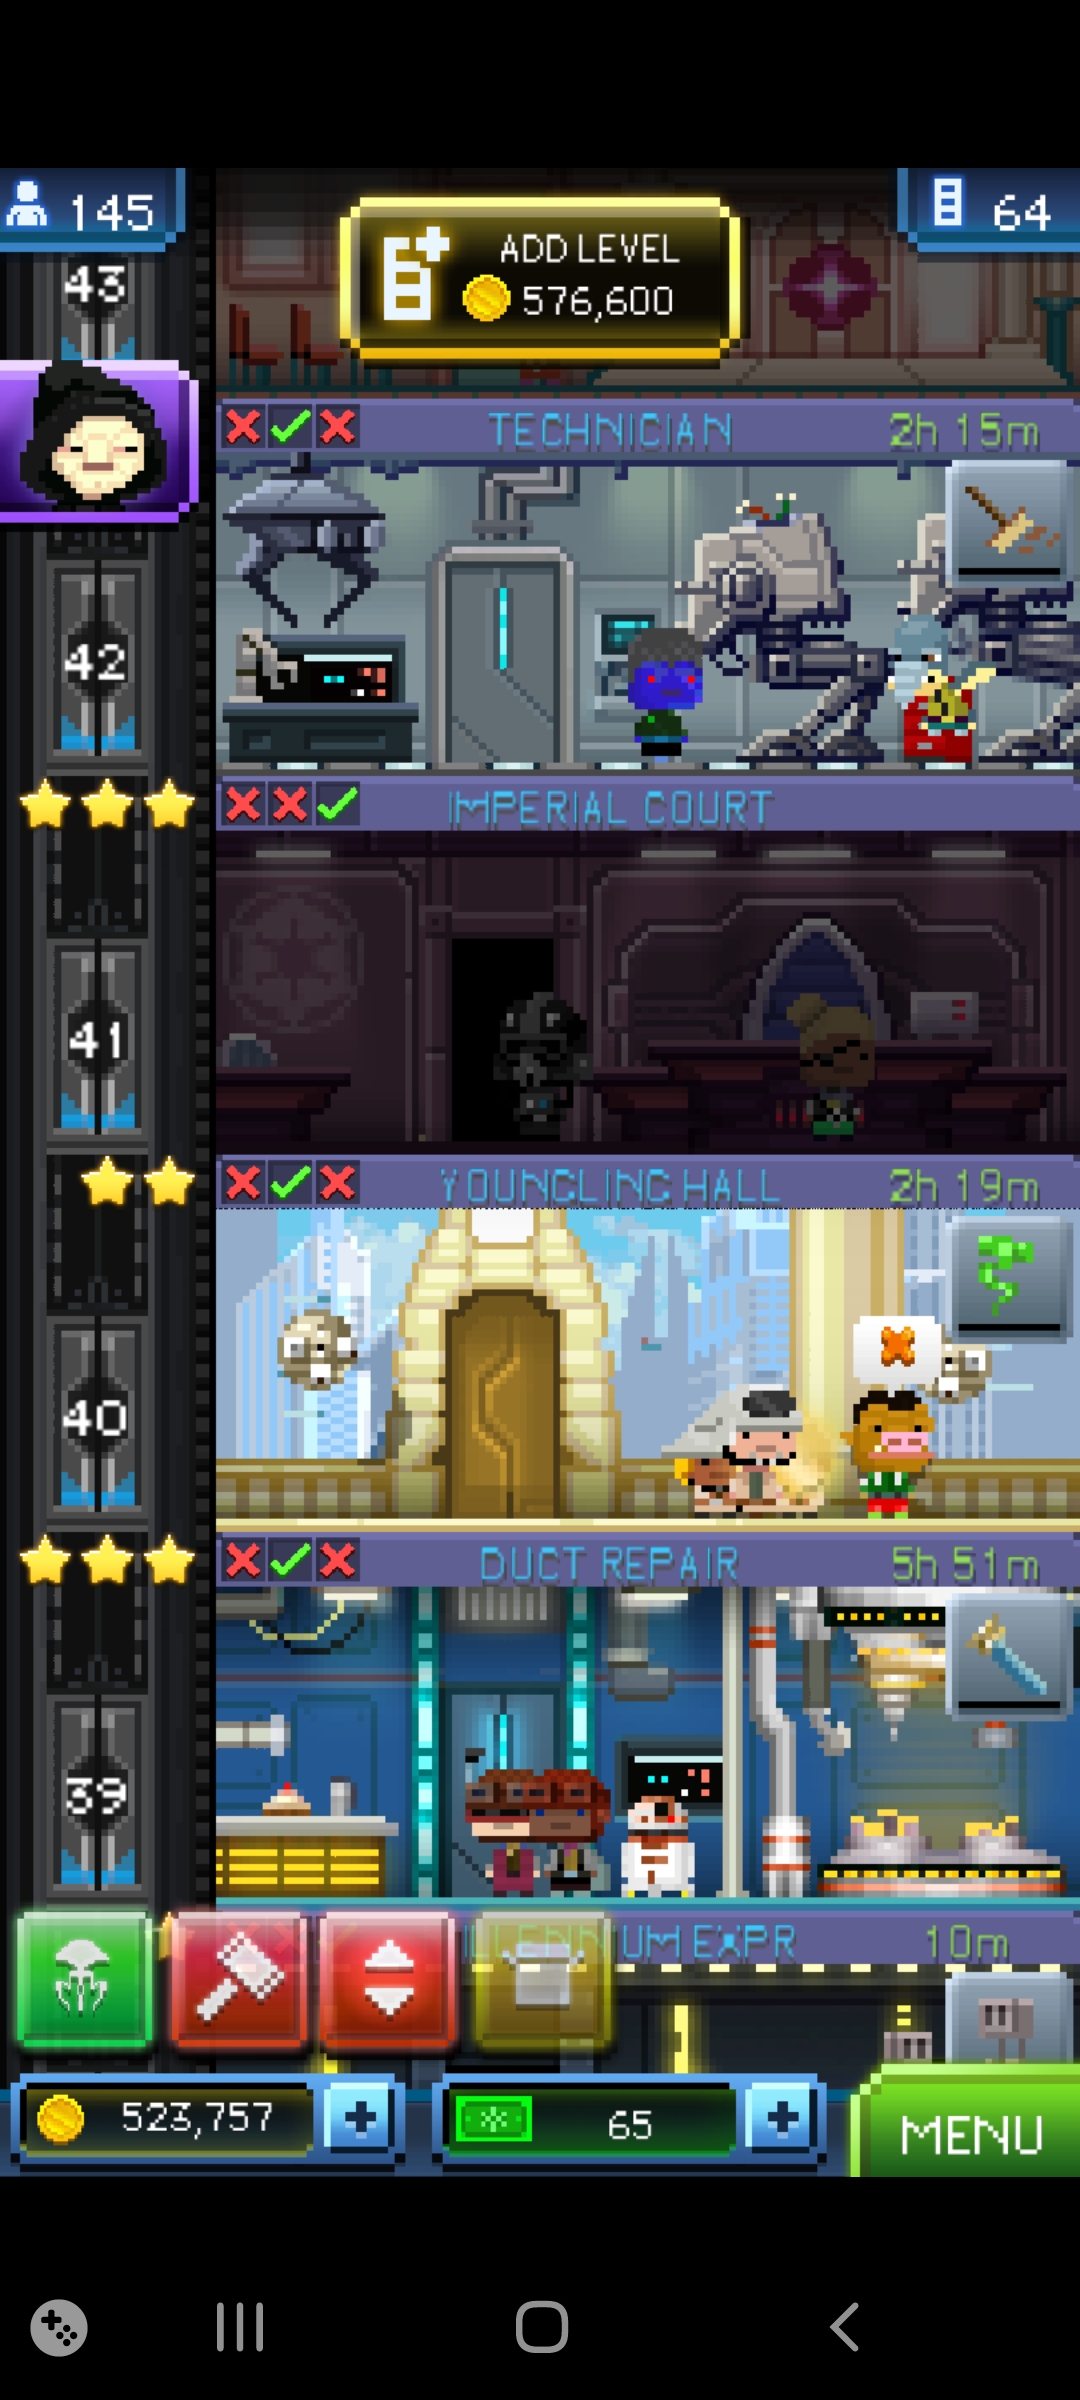 145
ADD LEVEL
576,600
64
43
TECHNICIAN
2h 15m
42
IMPERIAL COURT
41
YOUNGLING HALL
2h 19m
40
DUCT REPAIR
5h 51m
39
UM EXPR
10m
523,757
65
MENU